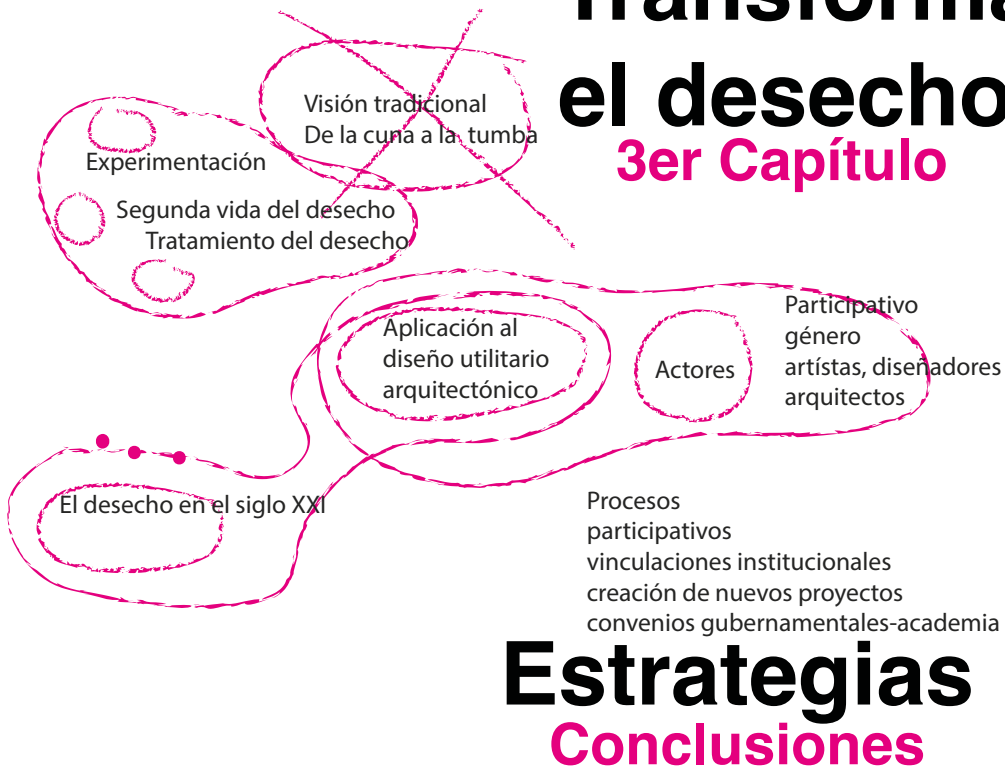 el desecho
3er Capítulo
Visión tradicional
De la cuna a la tumba
Experimentación
Segunda vida del desecho
Tratamiento del desecho
Aplicación al
diseño utilitario
arquitectónico
Actores
Participativo
género
artístas, diseñadores
arquitectos
El desecho en el siglo XXI
Procesos
participativos
vinculaciones institucionales
creación de nuevos proyectos
convenios gubernamentales-academia
Estrategias
Conclusiones